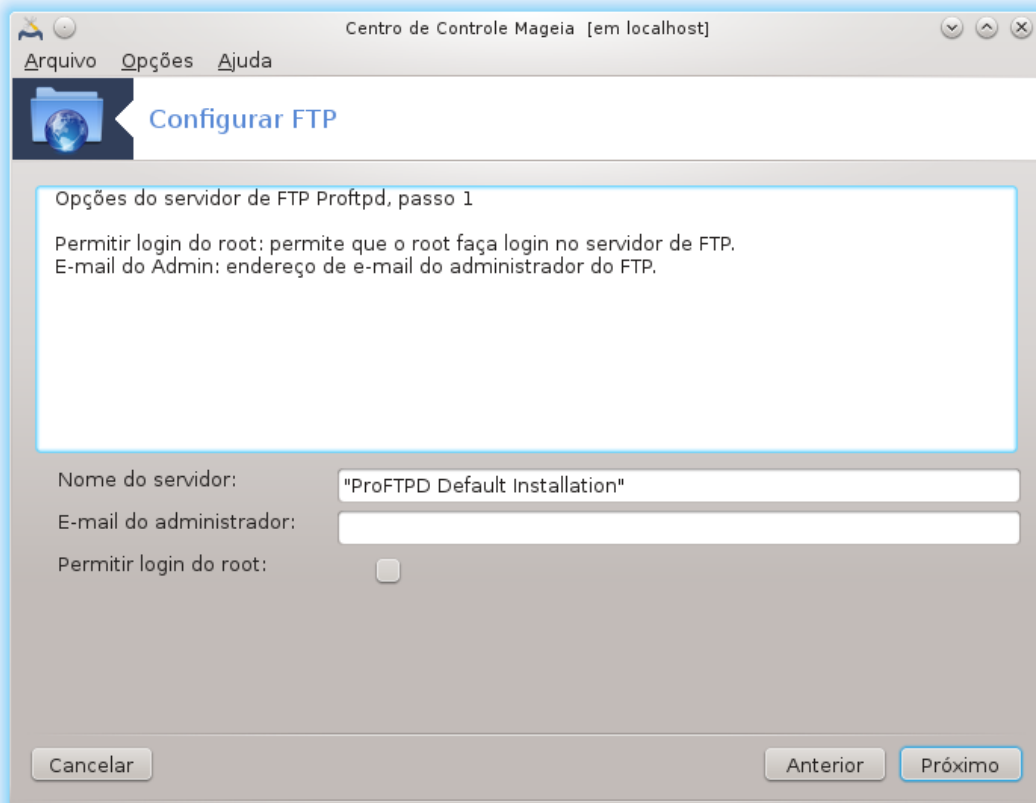 Centro de Controle Mageia [em localhost]
Arquivo Opções Ajuda
Configurar FTP
Opções do servidor de FTP Proftpd, passo 1
Permitir login do root: permite que o root faça login no servidor de FTP.
E-mail do Admin: endereço de e-mail do administrador do FTP.
Nome do servidor: "ProFTPD Default Installation"
E-mail do administrador:
Permitir login do root:
Cancelar Anterior Próximo